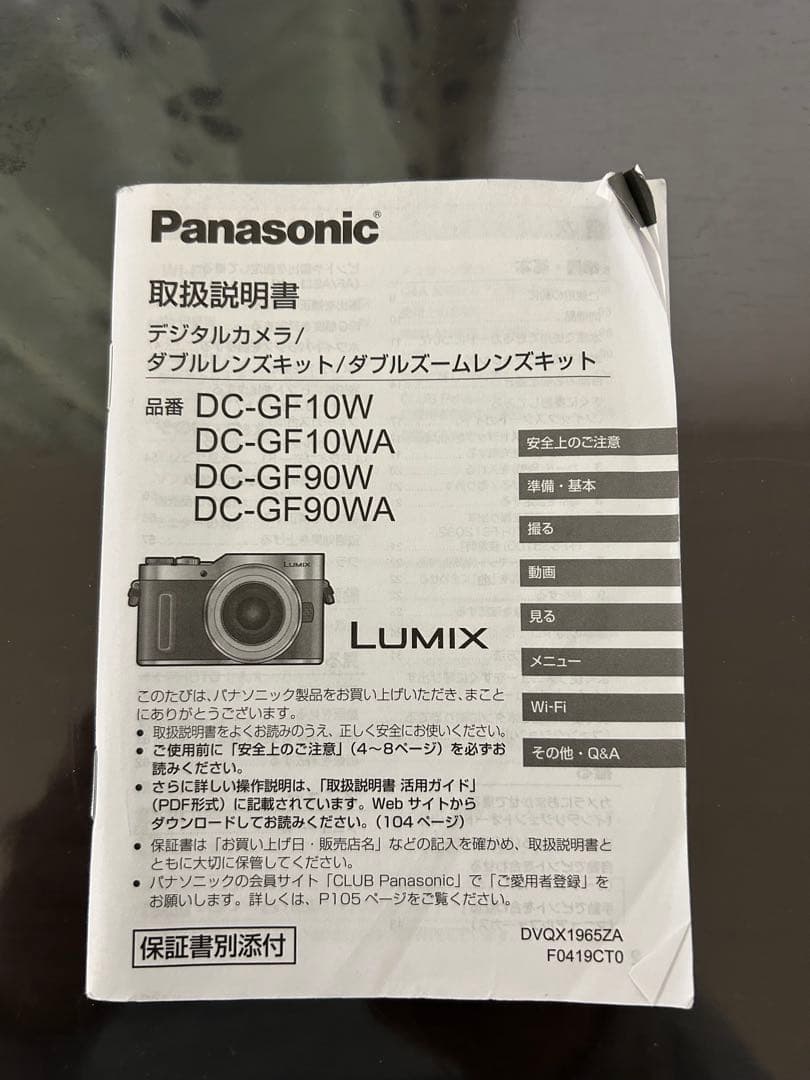 Panasonic®
取扱説明書
デジタルカメラ/
ダブルレンズキット/ダブルズームレンズキット
品番 DC-GF10W
DC-GF10WA
DC-GF90W
DC-GF90WA
安全上のご注意
準備・基本
撮る
動画
見る
メニュー
Wi-Fi
その他・Q&A
LUMIX
LUMIX
このたびは、パナソニック製品をお買い上げいただき、まこと
にありがとうございます。
● 取扱説明書をよくお読みのうえ、正しく安全にお使いください。
● ご使用前に「安全上のご注意」(4~8ページ)を必ずお
読みください。
● さらに詳しい操作説明は、「取扱説明書 活用ガイド」
(PDF形式)に記載されています。Web サイトから
ダウンロードしてお読みください。(104ページ)
● 保証書は「お買い上げ日・販売店名」などの記入を確かめ、取扱説明書と
ともに大切に保管してください。
● パナソニックの会員サイト「CLUB Panasonic」で「ご愛用者登録」を
お願いします。詳しくは、P105ページをご覧ください。
保証書別添付
DVQX1965ZA
F0419CT0